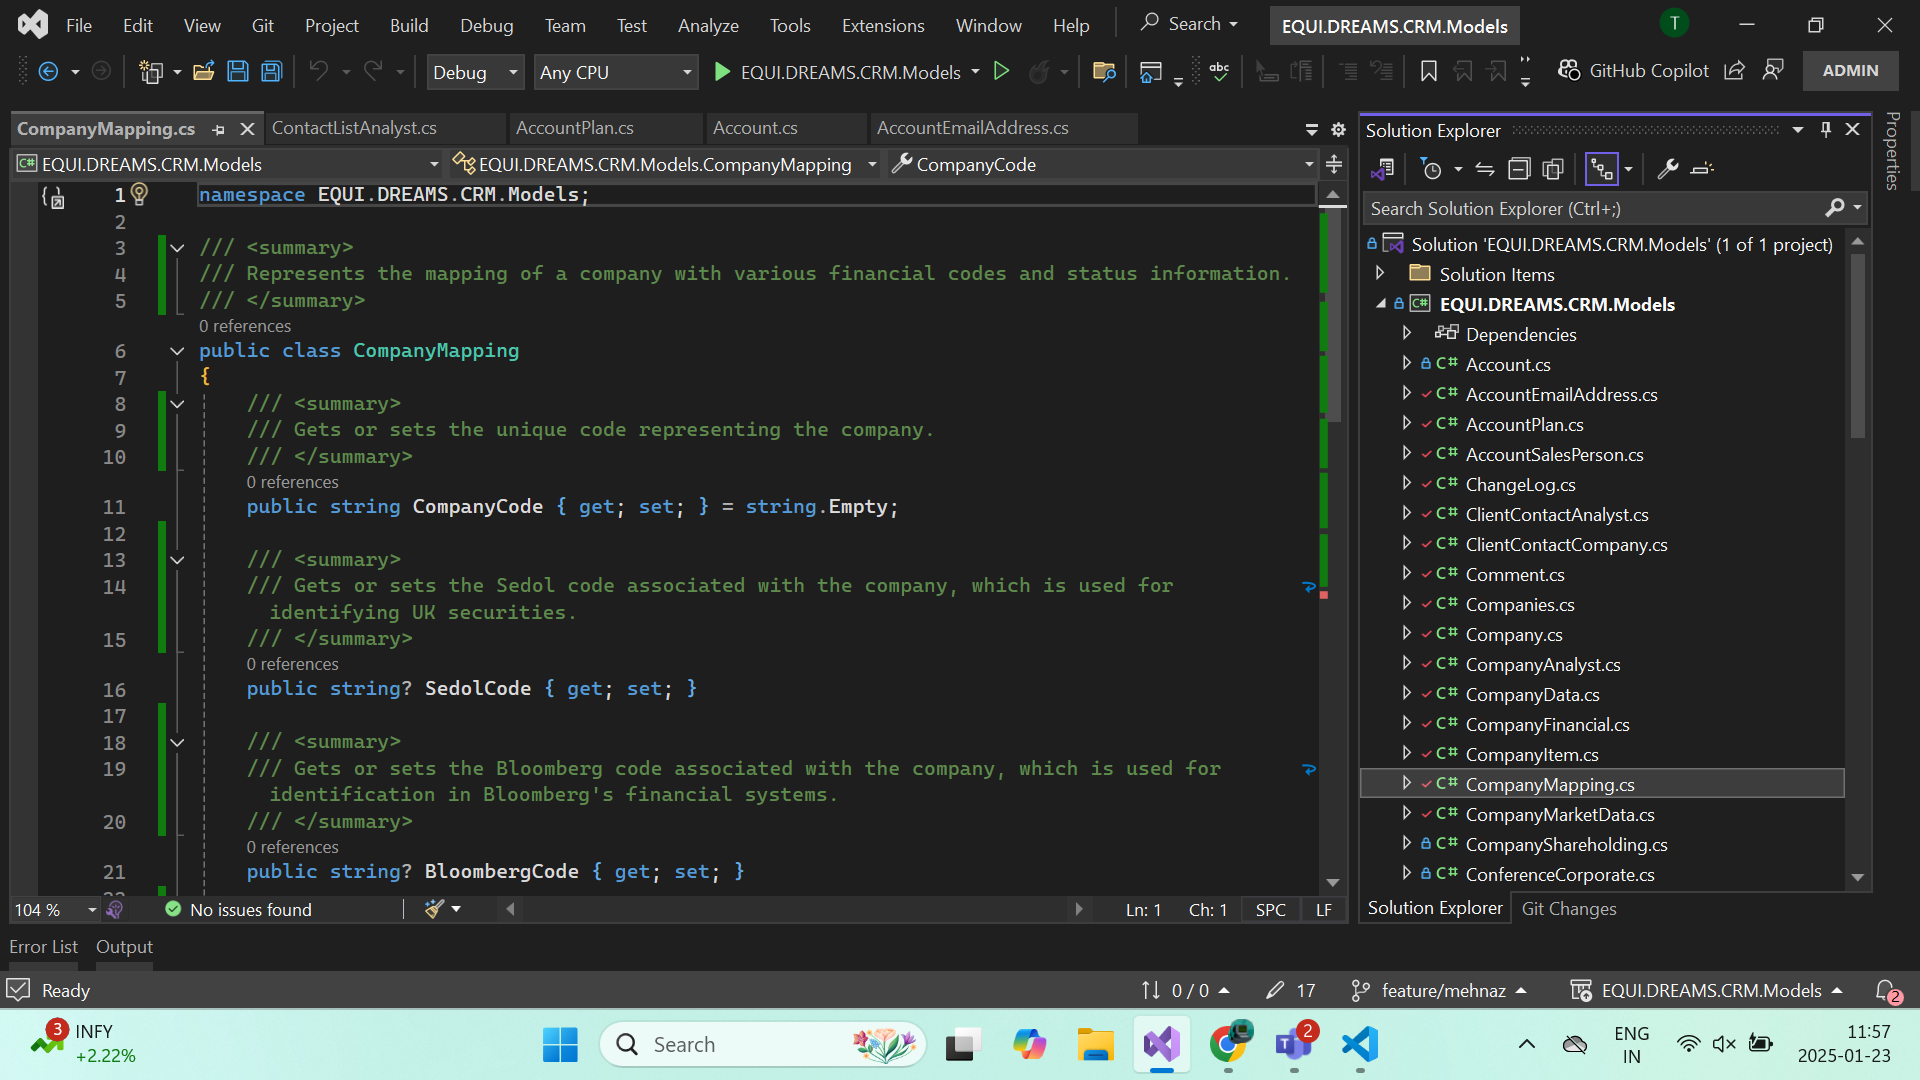 File Edit View Git Project Build Debug Team Test Analyze Tools Extensions Window Help Search EQUI.DREAMS.CRM.Models T
Debug Any CPU EQUI.DREAMS.CRM.Models abc GitHub Copilot ADMIN
CompanyMapping.cs ContactListAnalyst.cs AccountPlan.cs Account.cs AccountEmailAddress.cs
C# EQUI.DREAMS.CRM.Models EQUI.DREAMS.CRM.Models.CompanyMapping CompanyCode
1 namespace EQUI.DREAMS.CRM.Models;
2
3 /// <summary>
4 /// Represents the mapping of a company with various financial codes and status information.
5 /// </summary>
0 references
6 public class CompanyMapping
7 {
8 /// <summary>
9 /// Gets or sets the unique code representing the company.
10 /// </summary>
0 references
11 public string CompanyCode { get; set; } = string.Empty;
12
13 /// <summary>
14 /// Gets or sets the Sedol code associated with the company, which is used for
identifying UK securities.
15 /// </summary>
0 references
16 public string? SedolCode { get; set; }
17
18 /// <summary>
19 /// Gets or sets the Bloomberg code associated with the company, which is used for
identification in Bloomberg's financial systems.
20 /// </summary>
0 references
21 public string? BloombergCode { get; set; }
104 % No issues found Ln: 1 Ch: 1 SPC LF
Solution Explorer
Search Solution Explorer (Ctrl+;)
Solution 'EQUI.DREAMS.CRM.Models' (1 of 1 project)
Solution Items
C# EQUI.DREAMS.CRM.Models
Dependencies
C# Account.cs
C# AccountEmailAddress.cs
C# AccountPlan.cs
C# AccountSalesPerson.cs
C# ChangeLog.cs
C# ClientContactAnalyst.cs
C# ClientContactCompany.cs
C# Comment.cs
C# Companies.cs
C# Company.cs
C# CompanyAnalyst.cs
C# CompanyData.cs
C# CompanyFinancial.cs
C# CompanyItem.cs
C# CompanyMapping.cs
C# CompanyMarketData.cs
C# CompanyShareholding.cs
C# ConferenceCorporate.cs
Solution Explorer Git Changes
Properties
Error List Output
Ready 0 / 0 17 feature/mehnaz EQUI.DREAMS.CRM.Models 2
3 INFY
+2.22%
Search
2
ENG
IN
11:57
2025-01-23